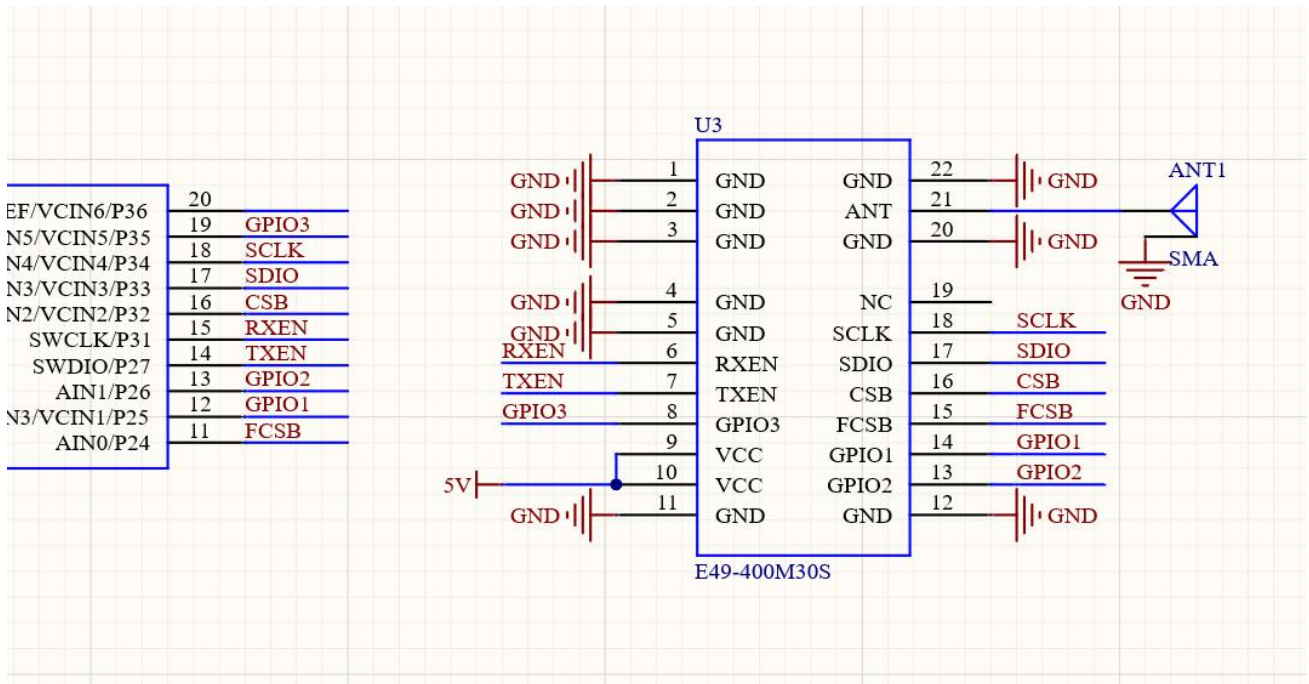 U3
20
EF/VCIN6/P36
19 GPIO3
N5/VCIN5/P35
18 SCLK
N4/VCIN4/P34
17 SDIO
N3/VCIN3/P33
16 CSB
N2/VCIN2/P32
15 RXEN
SWCLK/P31
14 TXEN
SWDIO/P27
13 GPIO2
AIN1/P26
12 GPIO1
N3/VCIN1/P25
11 FCSB
AIN0/P24
GND 1 GND
GND 2 GND
GND 3 GND
GND 4 GND
GND 5 GND
RXEN 6 RXEN
TXEN 7 TXEN
GPIO3 8 GPIO3
9 VCC
5V 10 VCC
GND 11 GND
GND 22 GND
ANT 21
GND 20 GND
NC 19
SCLK 18 SCLK
SDIO 17 SDIO
CSB 16 CSB
FCSB 15 FCSB
GPIO1 14 GPIO1
GPIO2 13 GPIO2
GND 12 GND
E49-400M30S
ANT1
SMA
GND